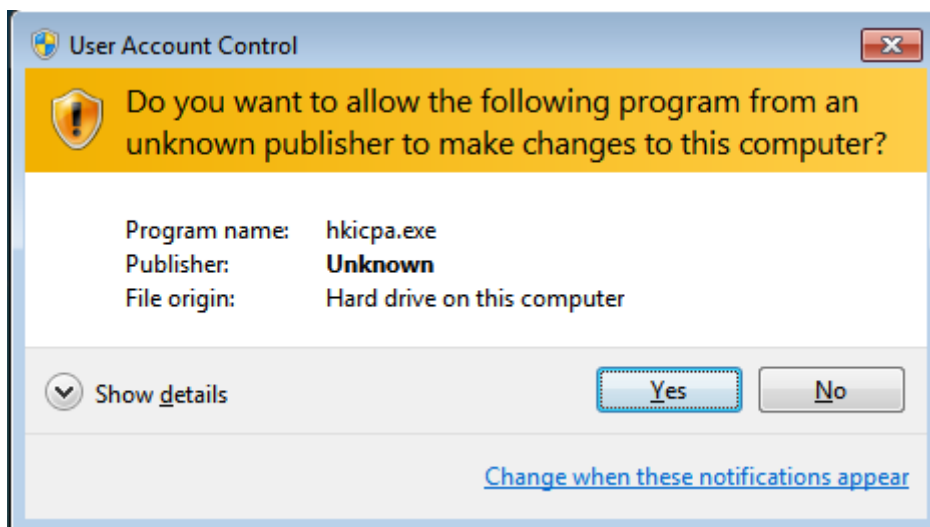 User Account Control
Do you want to allow the following program from an
unknown publisher to make changes to this computer?
Program name: hkicpa.exe
Publisher: Unknown
File origin: Hard drive on this computer
Show details
Yes No
Change when these notifications appear